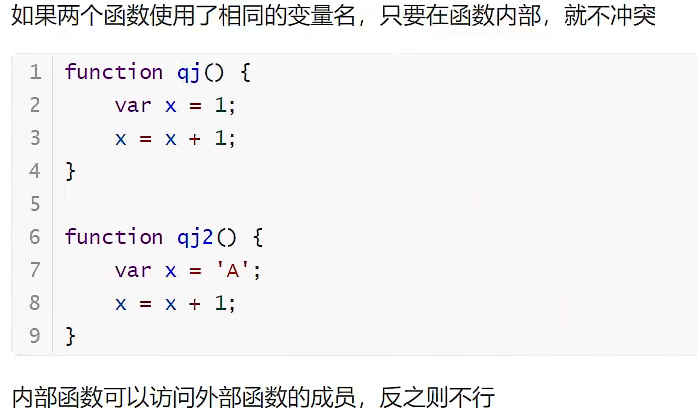 如果两个函数使用了相同的变量名，只要在函数内部，就不冲突
1 function qj() {
2     var x = 1;
3     x = x + 1;
4 }
5
6 function qj2() {
7     var x = 'A';
8     x = x + 1;
9 }
内部函数可以访问外部函数的成员，反之则不行